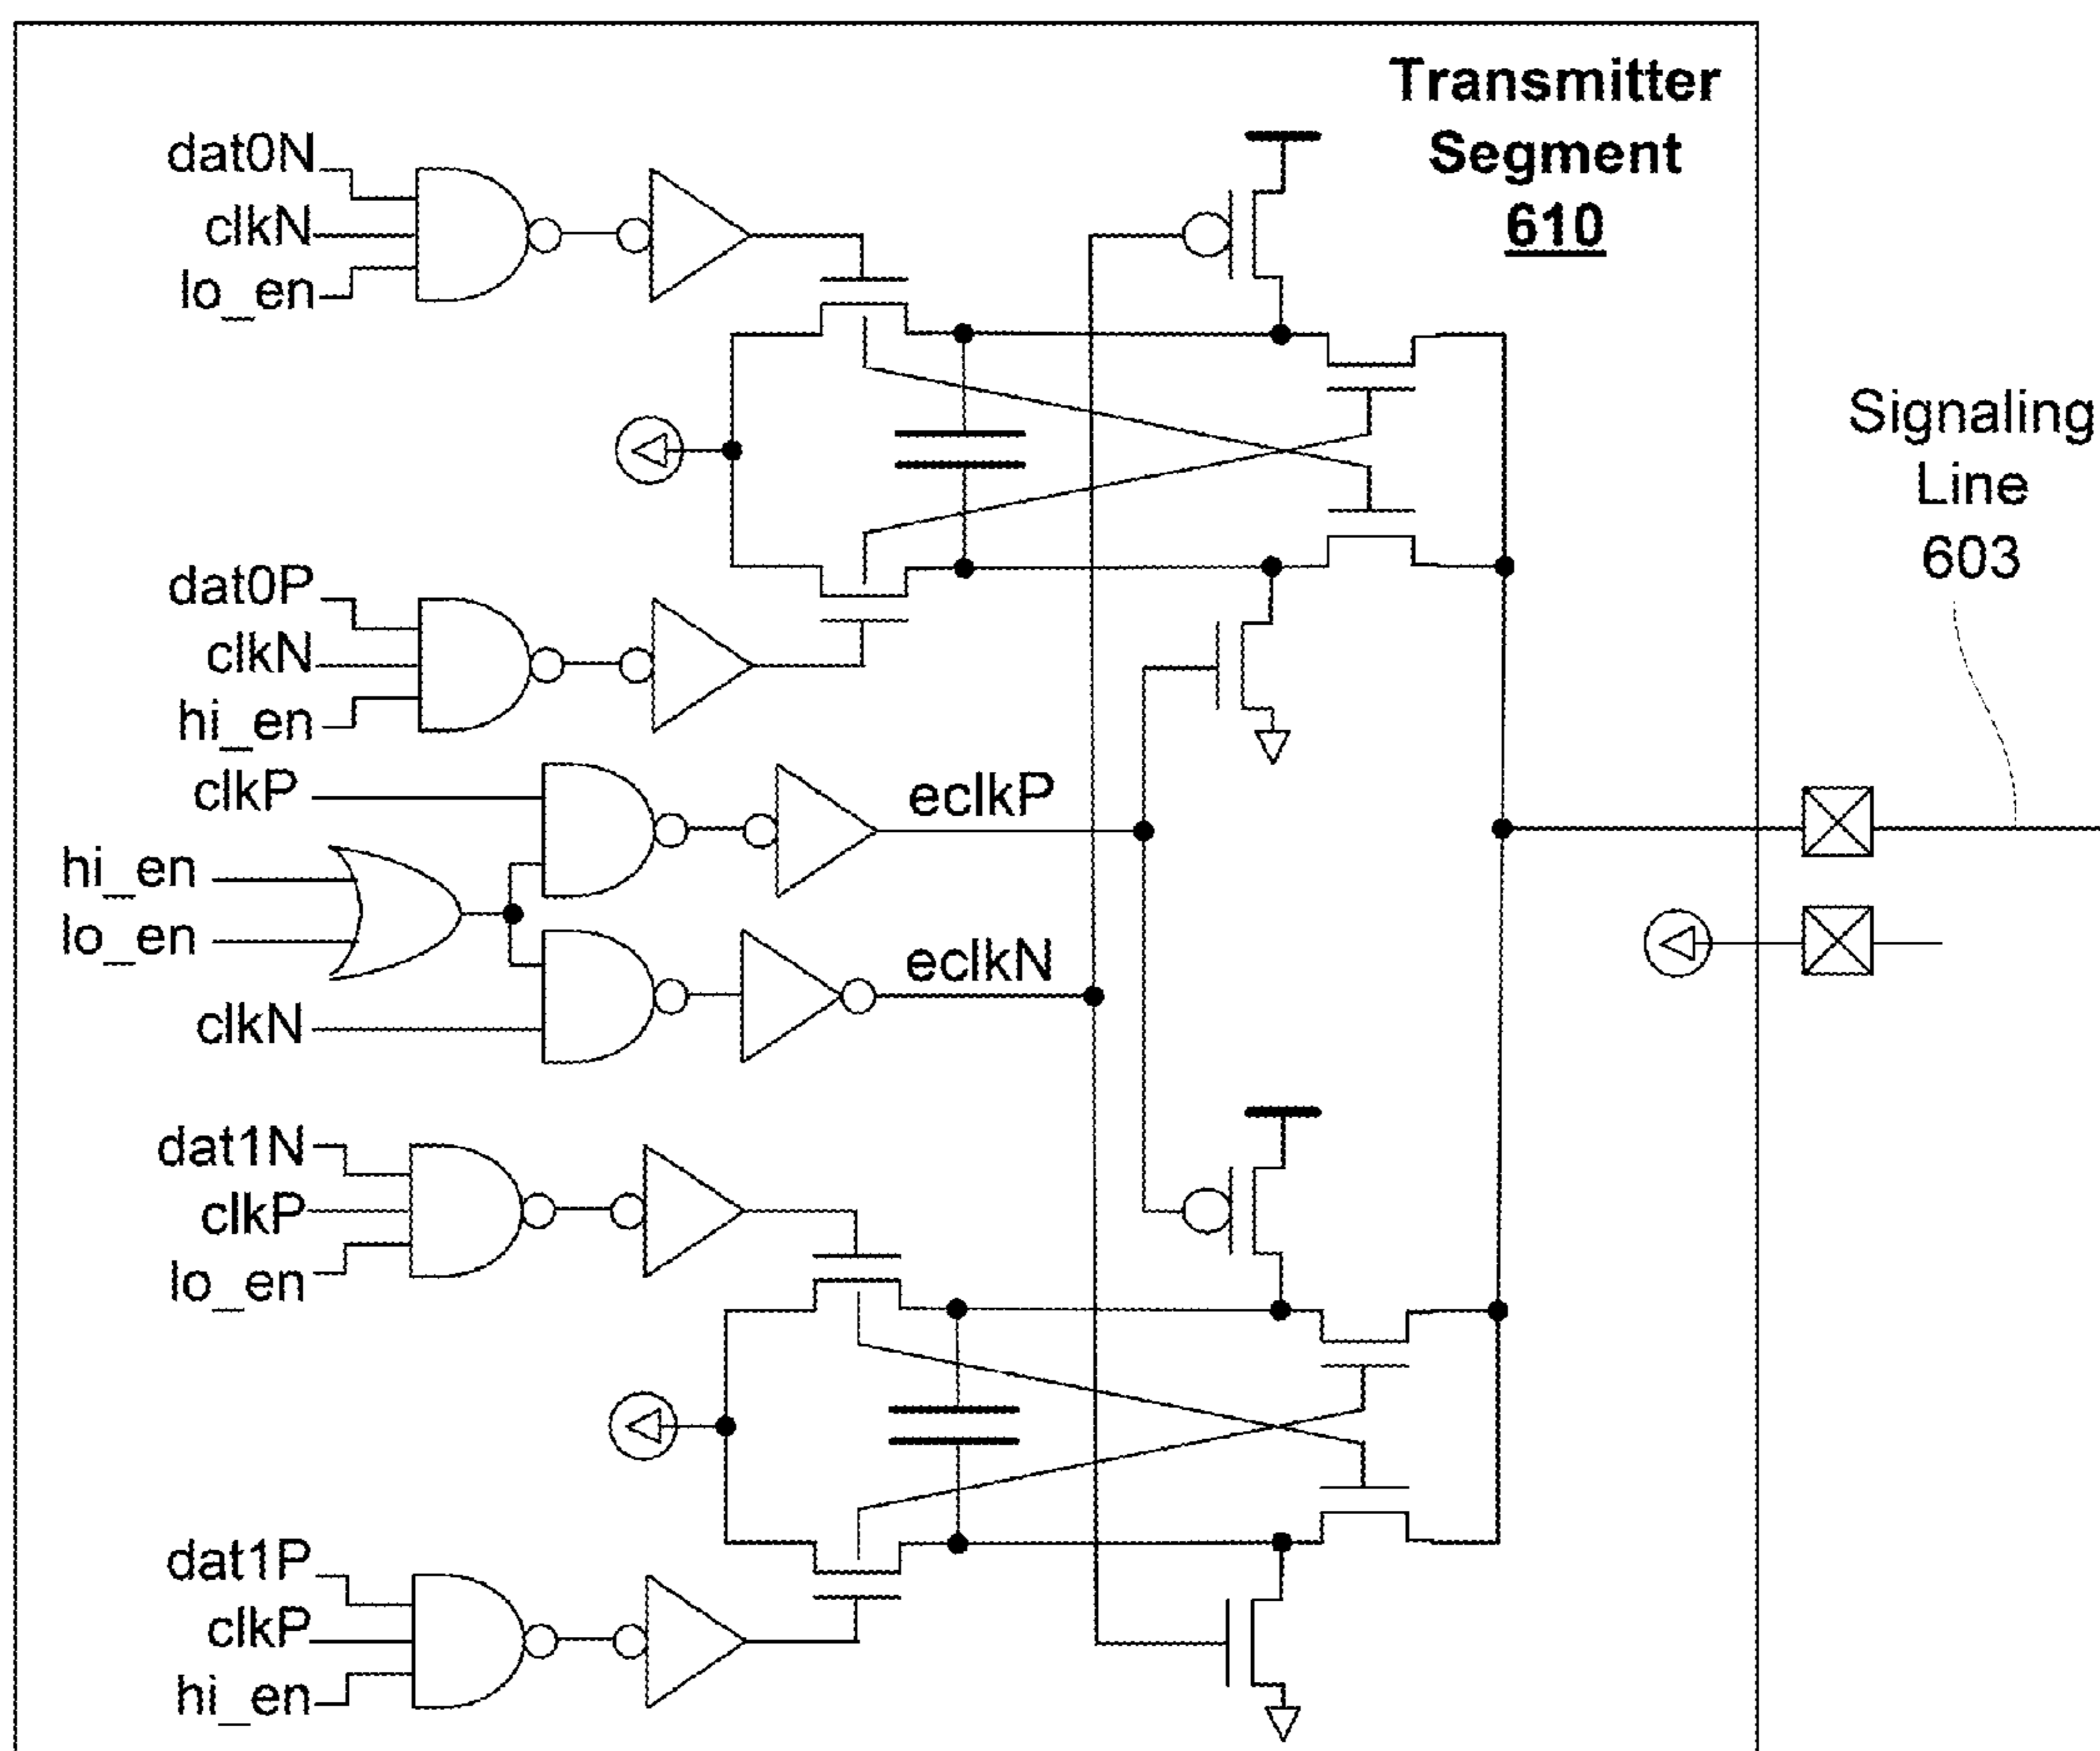 Transmitter
Segment
610
dat0N
clkN
lo_en
Signaling
Line
603
dat0P
clkN
hi_en
clkP
eclkP
hi_en
lo_en
eclkN
clkN
dat1N
clkP
lo_en
dat1P
clkP
hi_en